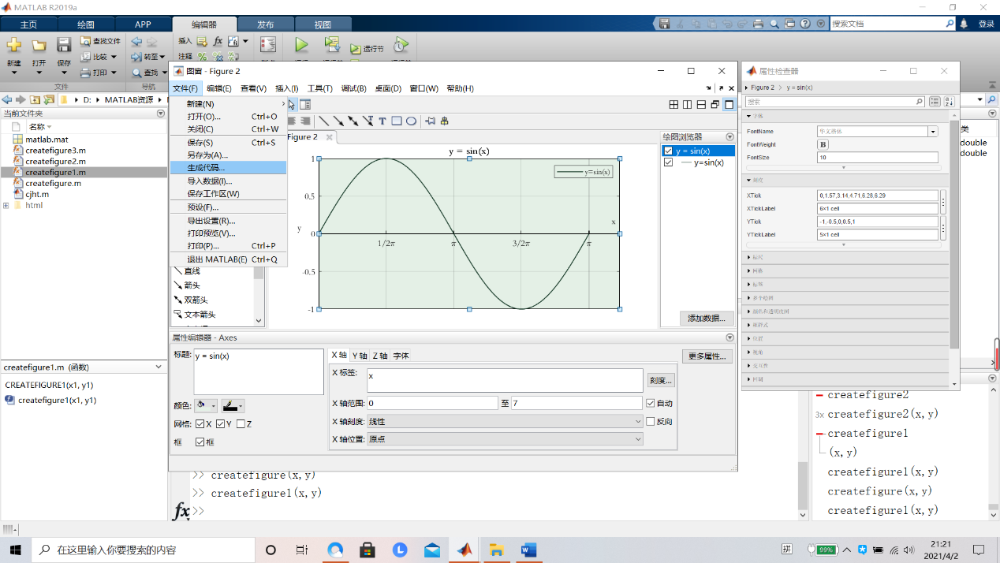 MATLAB R2019a
主页 绘图 APP 编辑器 发布 视图
搜索文档 登录
新建 打开 保存 查找文件 比较 打印 转至 查找 插入 注释 运行节
文件 导航
D: MATLAB资源
当前文件夹
名称
matlab.mat
createfigure3.m
createfigure2.m
createfigure1.m
createfigure.m
cjht.m
html
createfigure1.m (函数)
CREATEFIGURE1(x1, y1)
createfigure1(x1, y1)
图窗 - Figure 2
文件(F) 编辑(E) 查看(V) 插入(I) 工具(T) 调试(B) 桌面(D) 窗口(W) 帮助(H)
新建(N)
打开(O)... Ctrl+O
关闭(C) Ctrl+W
保存(S) Ctrl+S
另存为(A)...
生成代码...
导入数据(I)...
保存工作区(W)
预设(F)...
导出设置(R)...
打印预览(V)...
打印(P)... Ctrl+P
退出 MATLAB(E) Ctrl+Q
直线
箭头
双箭头
文本箭头
Figure 2
y = sin(x)
y=sin(x)
1
0.5
0
-0.5
-1
y
x
1/2π π 3/2π π
绘图浏览器
y = sin(x)
y=sin(x)
添加数据...
属性编辑器 - Axes
标题: y = sin(x)
颜色:
网格: X Y Z
框 框
X 轴 Y 轴 Z 轴 字体
X 标签: x 刻度...
X 轴范围: 0 至 7 自动
X 轴刻度: 线性 反向
X 轴位置: 原点
更多属性...
属性检查器
Figure 2 y = sin(x)
搜索
字体
FontName 华文楷体
FontWeight B
FontSize 10
刻度
XTick 0,1.57,3.14,4.71,6.28,6.29
XTickLabel 6×1 cell
YTick -1,-0.5,0,0.5,1
YTickLabel 5×1 cell
标尺
网格
标签
多个绘图
颜色和透明度图
框样式
位置
视角
交互性
回调
类
double
double
>> createfigure(x,y)
>> createfigure1(x,y)
fx >>
createfigure2
3x createfigure2(x,y)
createfigure1
(x,y)
createfigure1(x,y)
createfigure(x,y)
createfigure1(x,y)
在这里输入你要搜索的内容
拼 99%
21:21
2021/4/2